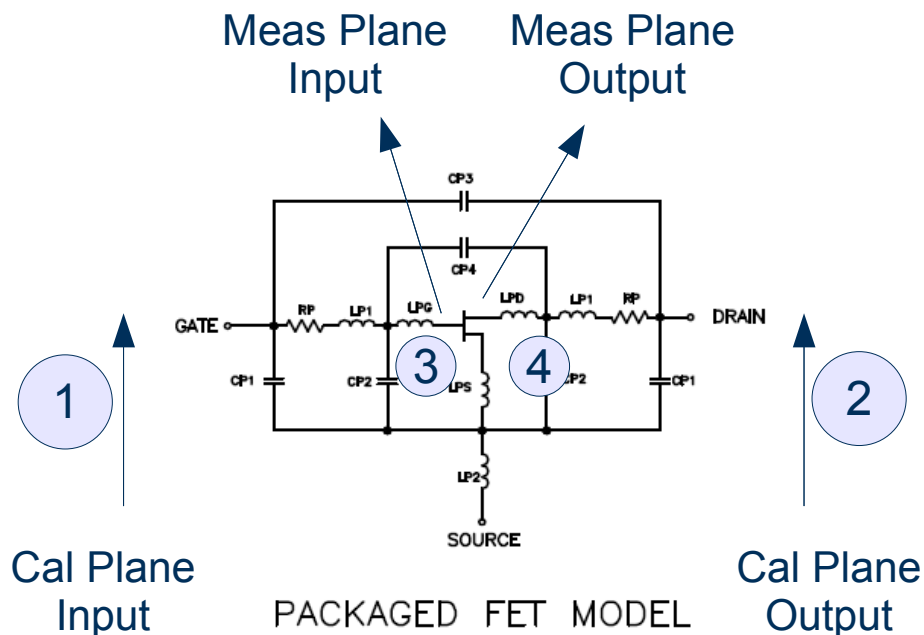 Meas Plane
Input
Meas Plane
Output
CP3
CP4
RP
LP1
LPG
LPD
LP1
RP
GATE
DRAIN
3
4
1
2
CP1
CP2
LPS
CP2
CP1
LP2
SOURCE
Cal Plane
Input
Cal Plane
Output
PACKAGED FET MODEL